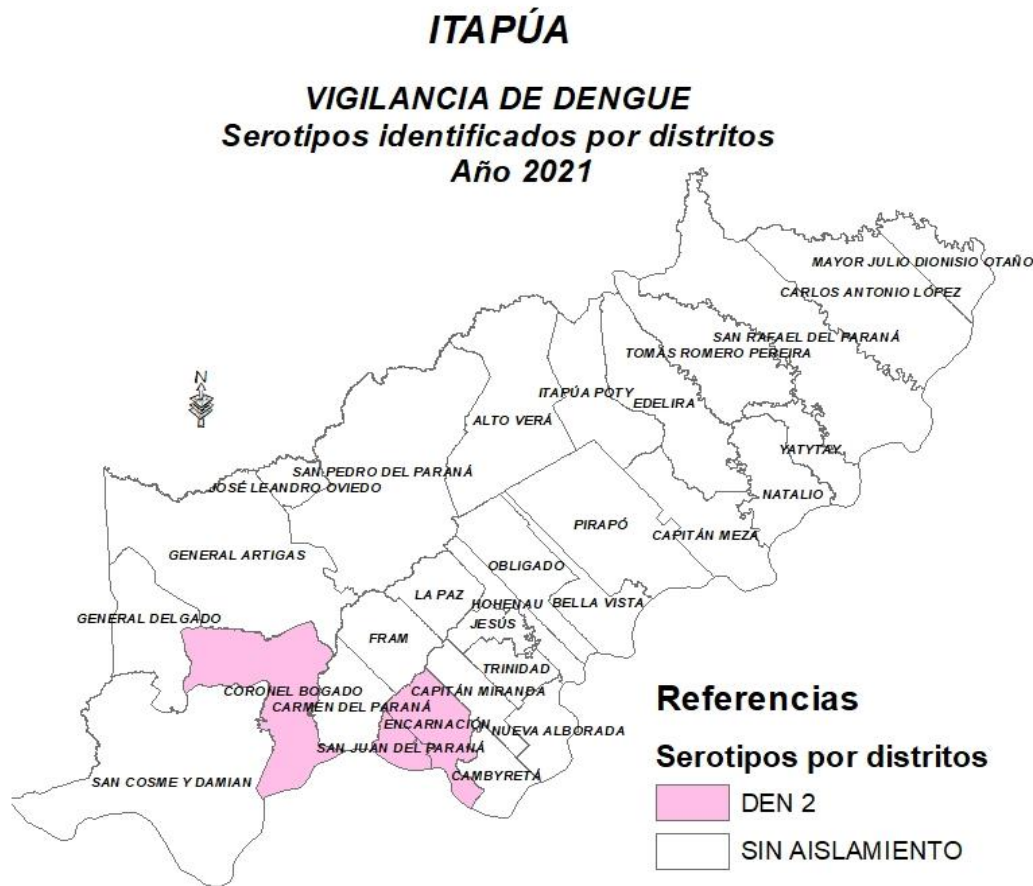 ITAPÚA
VIGILANCIA DE DENGUE
Serotipos identificados por distritos
Año 2021
MAYOR JULIO DIONISIO OTAÑO
CARLOS ANTONIO LÓPEZ
SAN RAFAEL DEL PARANÁ
TOMÁS ROMERO PEREIRA
N
ITAPÚA POTY
EDELIRA
ALTO VERÁ
YATYTAY
SAN PEDRO DEL PARANÁ
JOSÉ LEANDRO OVIEDO
NATALIO
PIRAPÓ
CAPITÁN MEZA
GENERAL ARTIGAS
OBLIGADO
LA PAZ
HOHENAU
BELLA VISTA
GENERAL DELGADO
JESÚS
FRAM
TRINIDAD
CORONEL BOGADO
CAPITÁN MIRANDA
CARMEN DEL PARANÁ
ENCARNACIÓN
NUEVA ALBORADA
SAN JUAN DEL PARANÁ
CAMBYRETÁ
SAN COSME Y DAMIAN
Referencias
Serotipos por distritos
DEN 2
SIN AISLAMIENTO